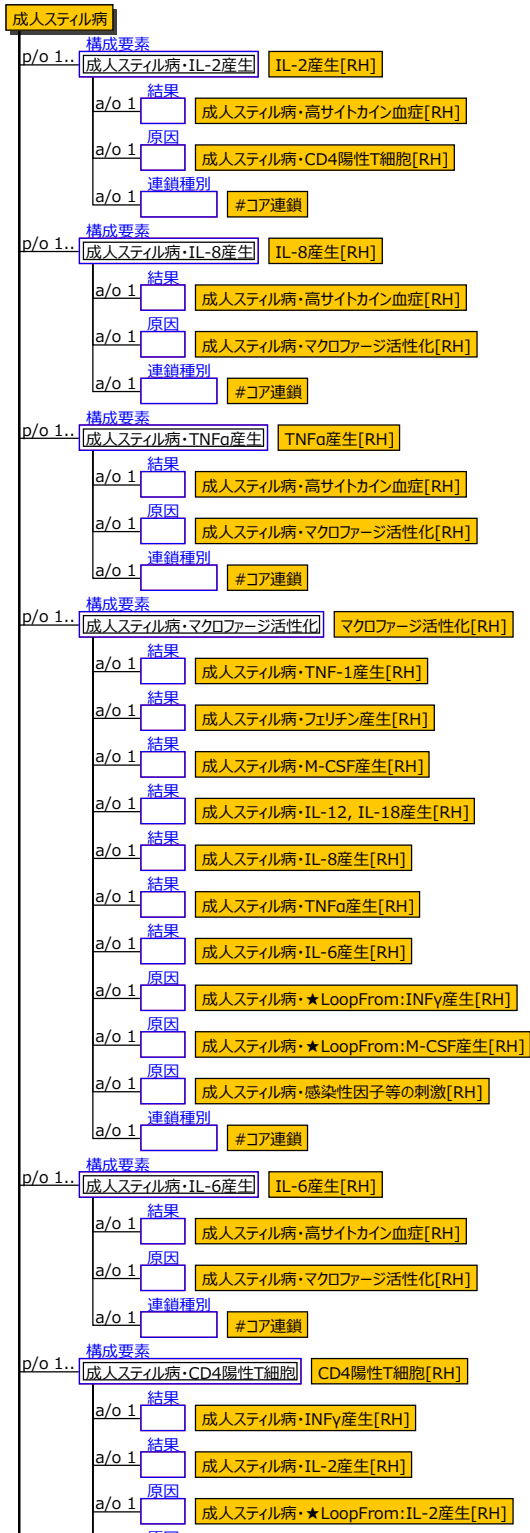 成人スティル病
構成要素
p/o 1.. 成人スティル病・IL-2産生 IL-2産生[RH]
結果
a/o 1 成人スティル病・高サイトカイン血症[RH]
原因
a/o 1 成人スティル病・CD4陽性T細胞[RH]
連鎖種別
a/o 1 #コア連鎖
構成要素
p/o 1.. 成人スティル病・IL-8産生 IL-8産生[RH]
結果
a/o 1 成人スティル病・高サイトカイン血症[RH]
原因
a/o 1 成人スティル病・マクロファージ活性化[RH]
連鎖種別
a/o 1 #コア連鎖
構成要素
p/o 1.. 成人スティル病・TNFα産生 TNFα産生[RH]
結果
a/o 1 成人スティル病・高サイトカイン血症[RH]
原因
a/o 1 成人スティル病・マクロファージ活性化[RH]
連鎖種別
a/o 1 #コア連鎖
構成要素
p/o 1.. 成人スティル病・マクロファージ活性化 マクロファージ活性化[RH]
結果
a/o 1 成人スティル病・TNF-1産生[RH]
結果
a/o 1 成人スティル病・フェリチン産生[RH]
結果
a/o 1 成人スティル病・M-CSF産生[RH]
結果
a/o 1 成人スティル病・IL-12, IL-18産生[RH]
結果
a/o 1 成人スティル病・IL-8産生[RH]
結果
a/o 1 成人スティル病・TNFα産生[RH]
結果
a/o 1 成人スティル病・IL-6産生[RH]
原因
a/o 1 成人スティル病・★LoopFrom:INFγ産生[RH]
原因
a/o 1 成人スティル病・★LoopFrom:M-CSF産生[RH]
原因
a/o 1 成人スティル病・感染性因子等の刺激[RH]
連鎖種別
a/o 1 #コア連鎖
構成要素
p/o 1.. 成人スティル病・IL-6産生 IL-6産生[RH]
結果
a/o 1 成人スティル病・高サイトカイン血症[RH]
原因
a/o 1 成人スティル病・マクロファージ活性化[RH]
連鎖種別
a/o 1 #コア連鎖
構成要素
p/o 1.. 成人スティル病・CD4陽性T細胞 CD4陽性T細胞[RH]
結果
a/o 1 成人スティル病・INFγ産生[RH]
結果
a/o 1 成人スティル病・IL-2産生[RH]
原因
a/o 1 成人スティル病・★LoopFrom:IL-2産生[RH]